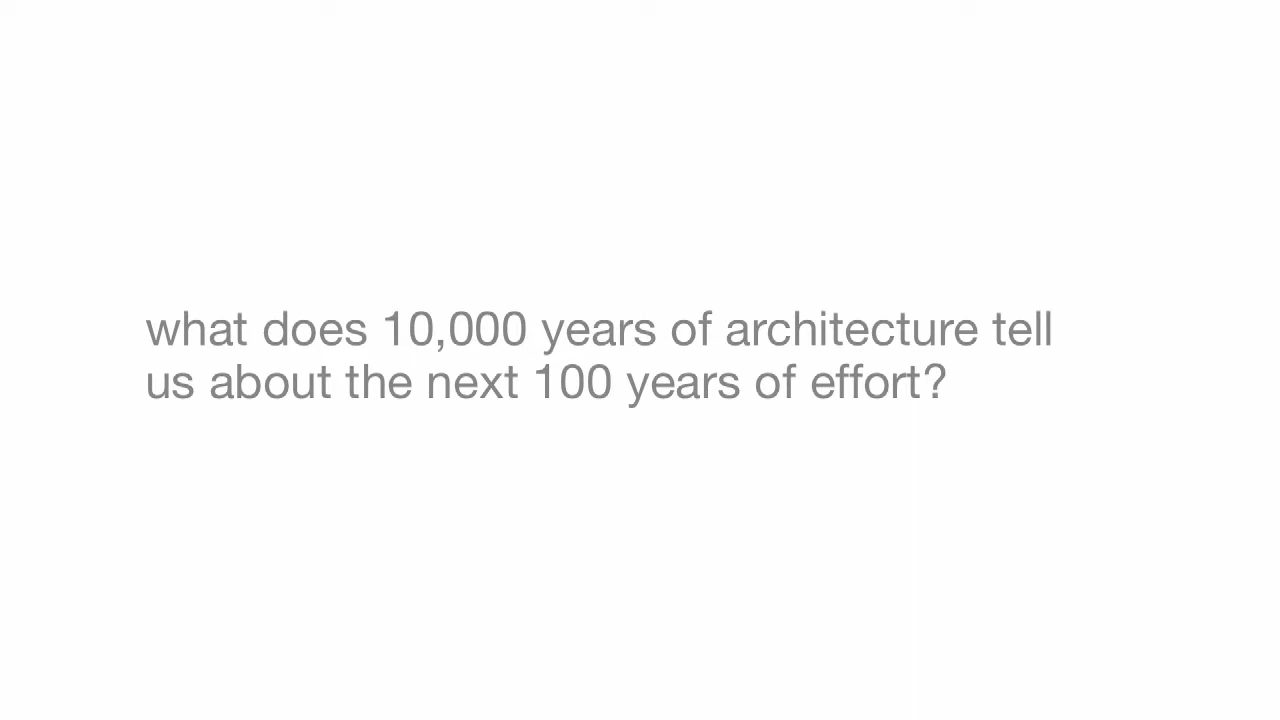 what does 10,000 years of architecture tell
us about the next 100 years of effort?